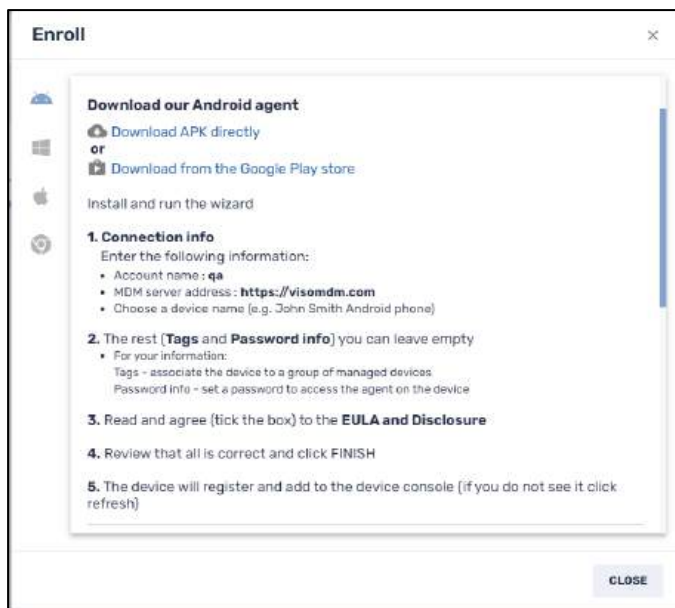 Enroll
Download our Android agent
Download APK directly
or
Download from the Google Play store
Install and run the wizard
1. Connection info
Enter the following information:
• Account name : qa
• MDM server address : https://visomdm.com
• Choose a device name (e.g. John Smith Android phone)
2. The rest (Tags and Password info) you can leave empty
• For your information:
Tags - associate the device to a group of managed devices
Password info - set a password to access the agent on the device
3. Read and agree (tick the box) to the EULA and Disclosure
4. Review that all is correct and click FINISH
5. The device will register and add to the device console (if you do not see it click
refresh)
CLOSE